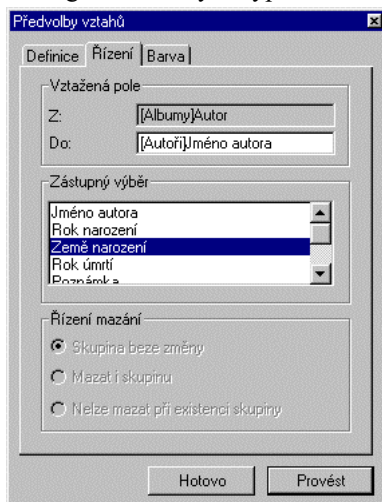 Předvolby vztahů
Definice Řízení Barva
Vztažená pole
Z: [Albumy]Autor
Do: [Autoři]Jméno autora
Zástupný výběr
Jméno autora
Rok narození
Země narození
Rok úmrtí
Poznámka
Řízení mazání
Skupina beze změny
Mazat i skupinu
Nelze mazat při existenci skupiny
Hotovo Provést